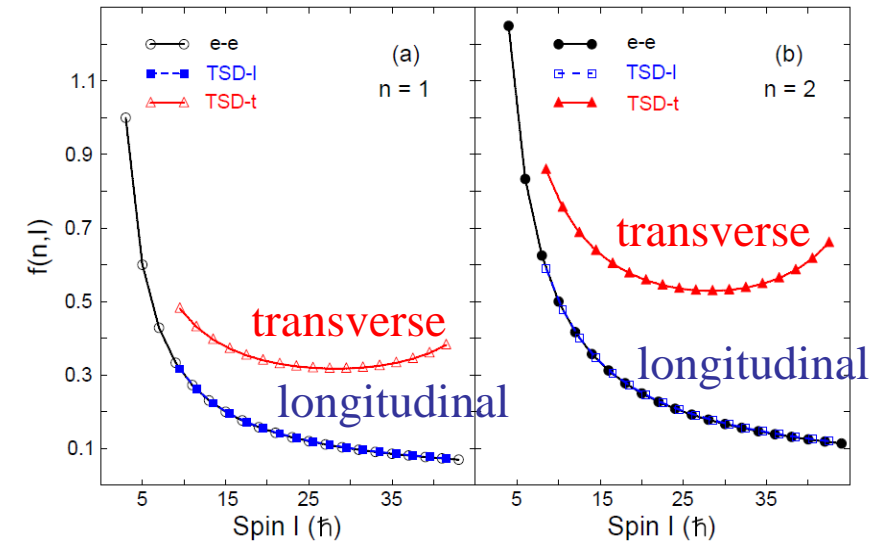 e-e
TSD-l
TSD-t
(a)
n = 1
transverse
longitudinal
e-e
TSD-l
TSD-t
(b)
n = 2
transverse
longitudinal
f(n,I)
1.1
0.9
0.7
0.5
0.3
0.1
5 15 25 35
5 15 25 35
Spin I (ħ)
Spin I (ħ)